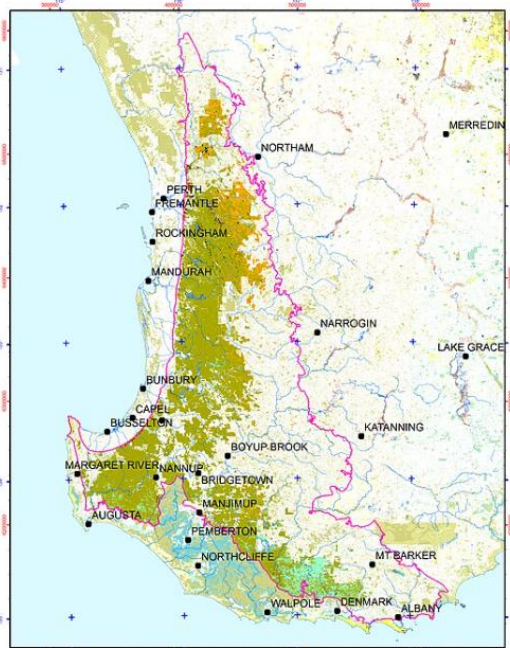 MERREDIN
NORTHAM
PERTH
FREMANTLE
ROCKINGHAM
MANDURAH
NARROGIN
LAKE GRACE
BUNBURY
CAPEL
BUSSELTON
KATANNING
BOYUP BROOK
MARGARET RIVER
NANNUP
BRIDGETOWN
MANJIMUP
AUGUSTA
PEMBERTON
MT BARKER
NORTHCLIFFE
WALPOLE
DENMARK
ALBANY